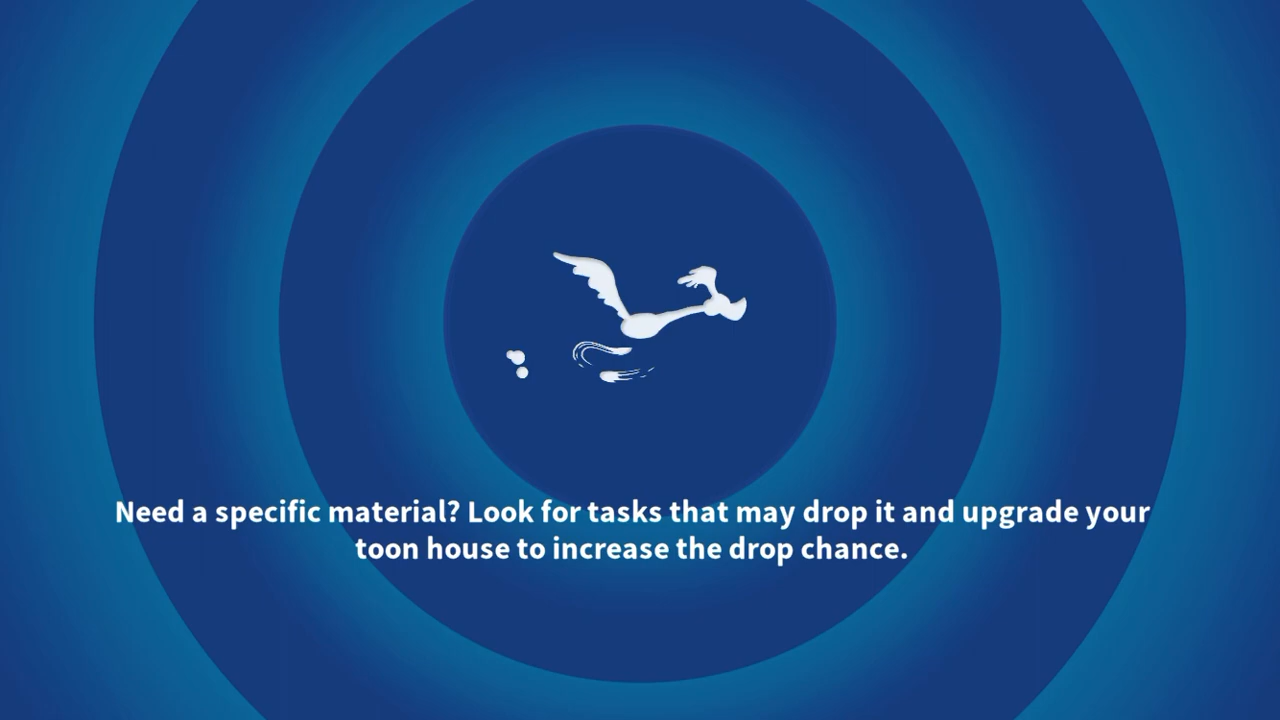 Need a specific material? Look for tasks that may drop it and upgrade your
toon house to increase the drop chance.